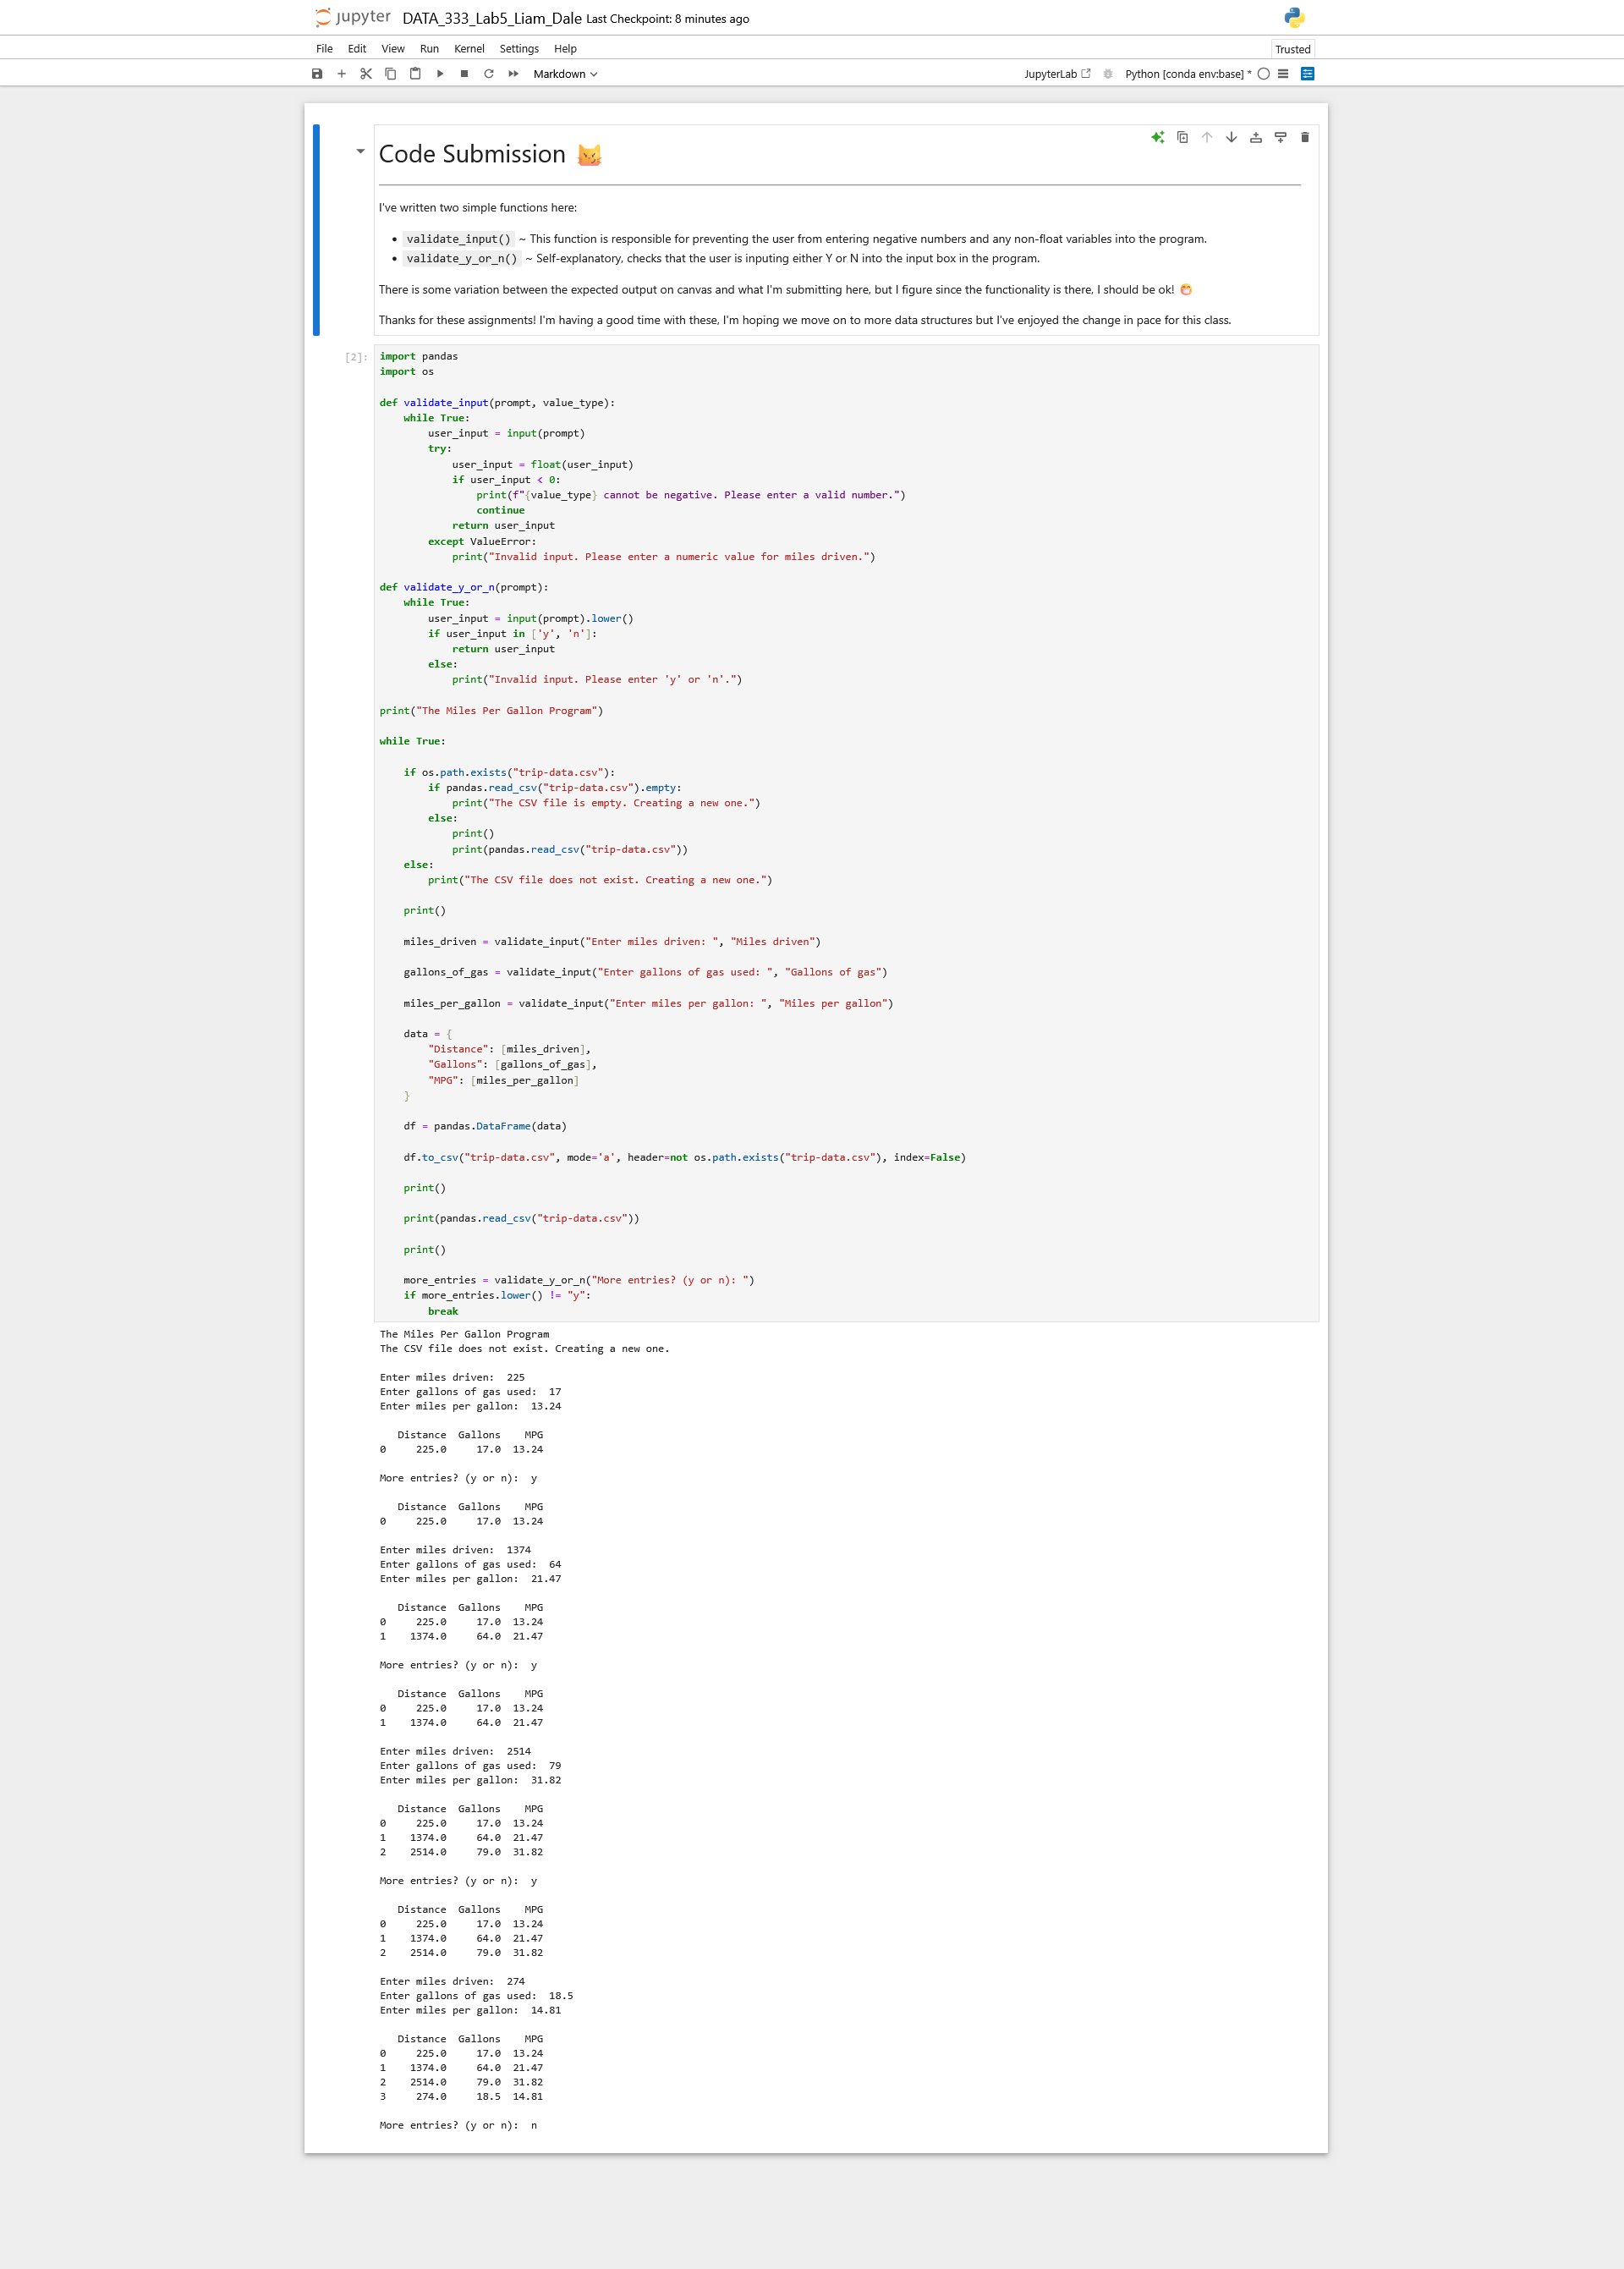 jupyter DATA_333_Lab5_Liam_Dale Last Checkpoint: 8 minutes ago
File Edit View Run Kernel Settings Help Trusted
Markdown JupyterLab Python [conda env:base] *
Code Submission
I've written two simple functions here:
• validate_input() ~ This function is responsible for preventing the user from entering negative numbers and any non-float variables into the program.
• validate_y_or_n() ~ Self-explanatory, checks that the user is inputing either Y or N into the input box in the program.
There is some variation between the expected output on canvas and what I'm submitting here, but I figure since the functionality is there, I should be ok! 😁
Thanks for these assignments! I'm having a good time with these, I'm hoping we move on to more data structures but I've enjoyed the change in pace for this class.
[2]: import pandas
import os
def validate_input(prompt, value_type):
    while True:
        user_input = input(prompt)
        try:
            user_input = float(user_input)
            if user_input < 0:
                print(f"{value_type} cannot be negative. Please enter a valid number.")
                continue
            return user_input
        except ValueError:
            print("Invalid input. Please enter a numeric value for miles driven.")
def validate_y_or_n(prompt):
    while True:
        user_input = input(prompt).lower()
        if user_input in ['y', 'n']:
            return user_input
        else:
            print("Invalid input. Please enter 'y' or 'n'.")
print("The Miles Per Gallon Program")
while True:
    if os.path.exists("trip-data.csv"):
        if pandas.read_csv("trip-data.csv").empty:
            print("The CSV file is empty. Creating a new one.")
        else:
            print()
            print(pandas.read_csv("trip-data.csv"))
    else:
        print("The CSV file does not exist. Creating a new one.")
    print()
    miles_driven = validate_input("Enter miles driven: ", "Miles driven")
    gallons_of_gas = validate_input("Enter gallons of gas used: ", "Gallons of gas")
    miles_per_gallon = validate_input("Enter miles per gallon: ", "Miles per gallon")
    data = {
        "Distance": [miles_driven],
        "Gallons": [gallons_of_gas],
        "MPG": [miles_per_gallon]
    }
    df = pandas.DataFrame(data)
    df.to_csv("trip-data.csv", mode='a', header=not os.path.exists("trip-data.csv"), index=False)
    print()
    print(pandas.read_csv("trip-data.csv"))
    print()
    more_entries = validate_y_or_n("More entries? (y or n): ")
    if more_entries.lower() != "y":
        break
The Miles Per Gallon Program
The CSV file does not exist. Creating a new one.
Enter miles driven:  225
Enter gallons of gas used:  17
Enter miles per gallon:  13.24
   Distance  Gallons    MPG
0     225.0     17.0  13.24
More entries? (y or n):  y
   Distance  Gallons    MPG
0     225.0     17.0  13.24
Enter miles driven:  1374
Enter gallons of gas used:  64
Enter miles per gallon:  21.47
   Distance  Gallons    MPG
0     225.0     17.0  13.24
1    1374.0     64.0  21.47
More entries? (y or n):  y
   Distance  Gallons    MPG
0     225.0     17.0  13.24
1    1374.0     64.0  21.47
Enter miles driven:  2514
Enter gallons of gas used:  79
Enter miles per gallon:  31.82
   Distance  Gallons    MPG
0     225.0     17.0  13.24
1    1374.0     64.0  21.47
2    2514.0     79.0  31.82
More entries? (y or n):  y
   Distance  Gallons    MPG
0     225.0     17.0  13.24
1    1374.0     64.0  21.47
2    2514.0     79.0  31.82
Enter miles driven:  274
Enter gallons of gas used:  18.5
Enter miles per gallon:  14.81
   Distance  Gallons    MPG
0     225.0     17.0  13.24
1    1374.0     64.0  21.47
2    2514.0     79.0  31.82
3     274.0     18.5  14.81
More entries? (y or n):  n